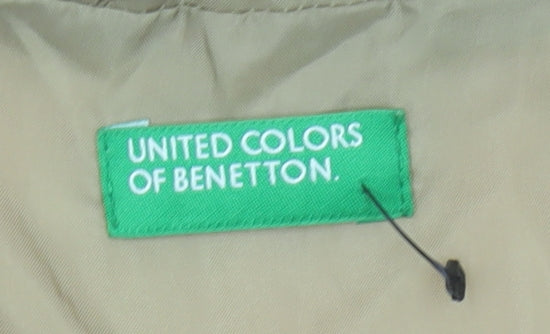 UNITED COLORS
OF BENETTON.